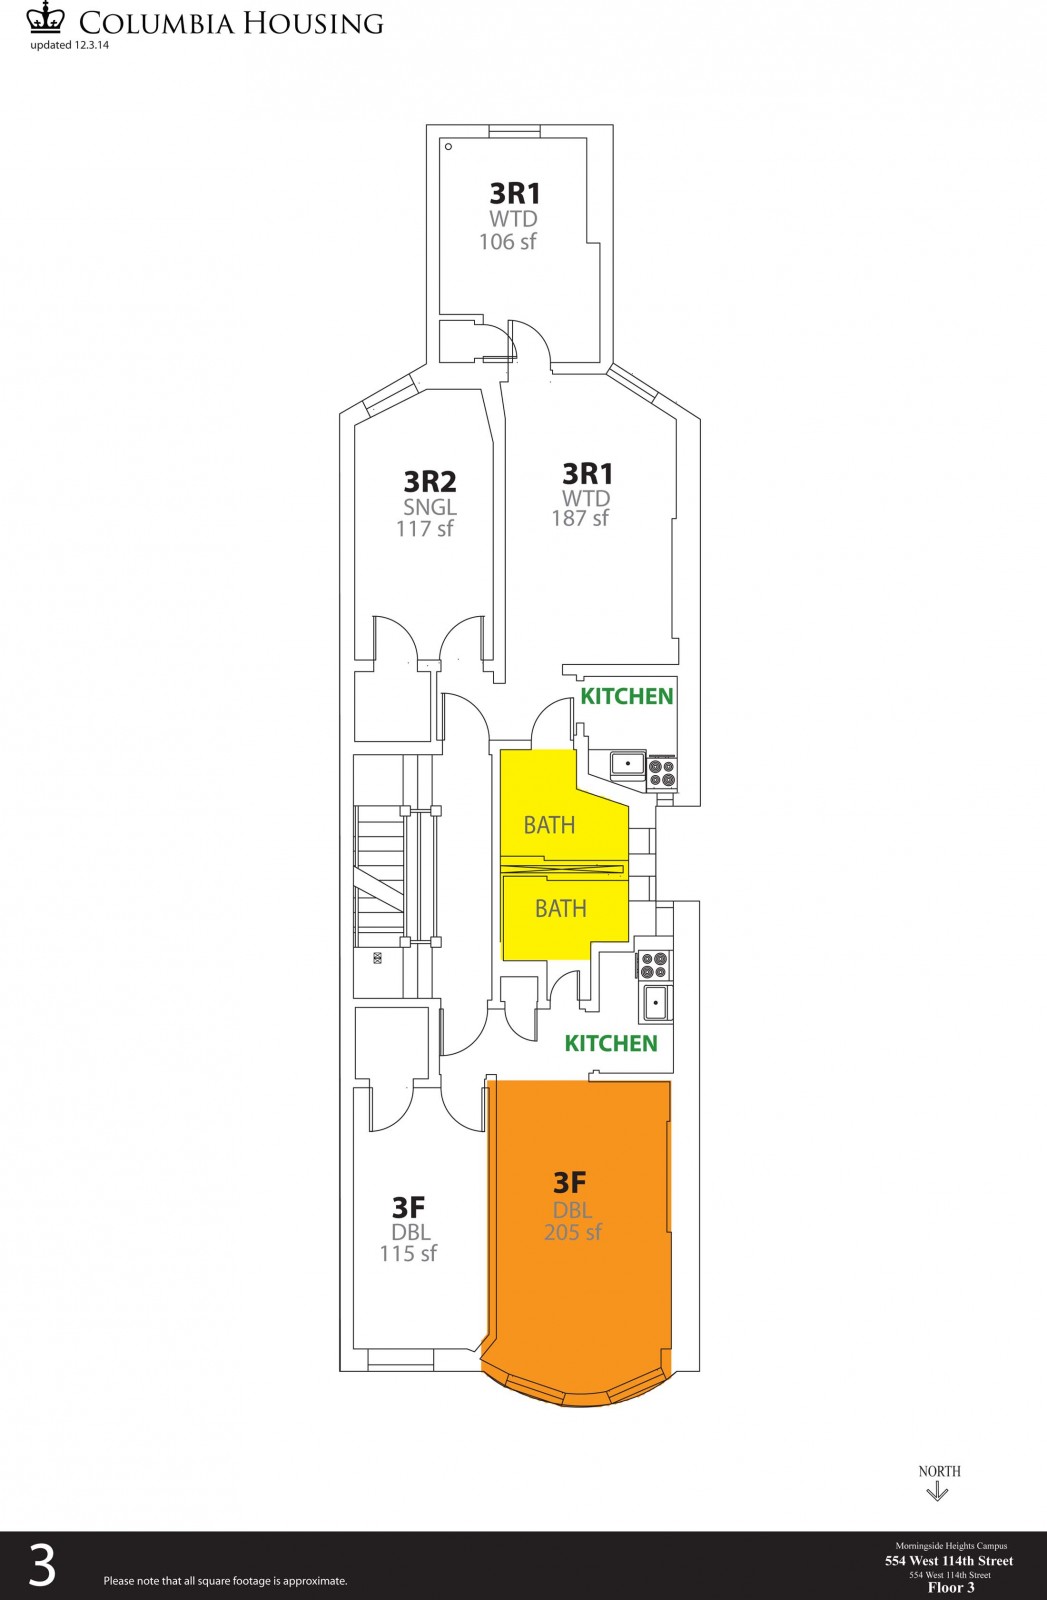 COLUMBIA HOUSING
updated 12.3.14
3R1
WTD
106 sf
3R2
SNGL
117 sf
3R1
WTD
187 sf
KITCHEN
BATH
BATH
KITCHEN
3F
DBL
115 sf
3F
DBL
205 sf
NORTH
3
Please note that all square footage is approximate.
Morningside Heights Campus
554 West 114th Street
554 West 114th Street
Floor 3